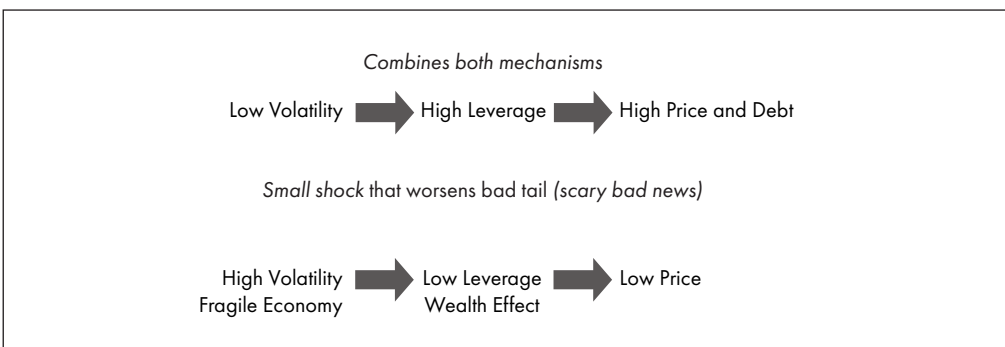 Combines both mechanisms
Low Volatility High Leverage High Price and Debt
Small shock that worsens bad tail (scary bad news)
High Volatility Low Leverage Low Price
Fragile Economy Wealth Effect